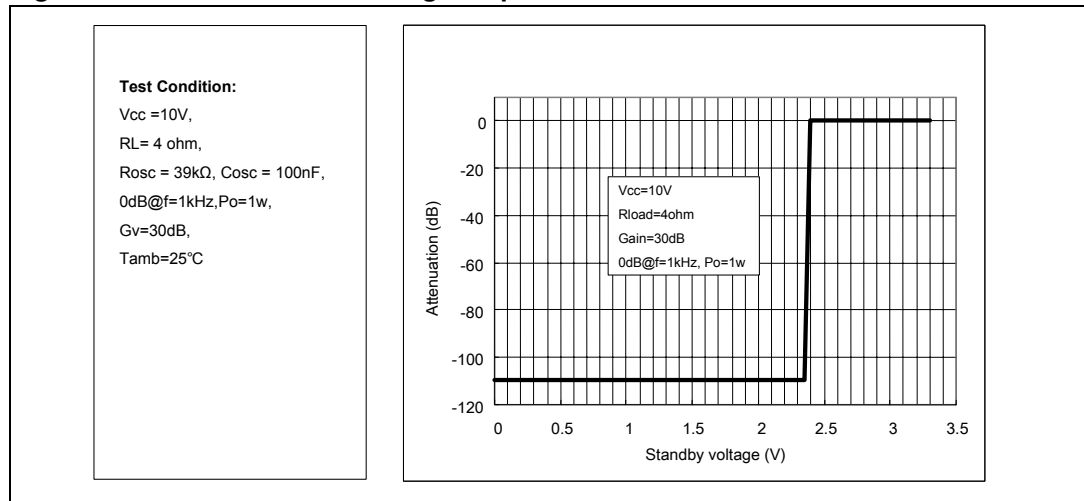 Test Condition:
Vcc =10V,
RL= 4 ohm,
Rosc = 39kΩ, Cosc = 100nF,
0dB@f=1kHz,Po=1w,
Gv=30dB,
Tamb=25℃
0
-20
-40
-60
-80
-100
-120
Attenuation (dB)
Vcc=10V
Rload=4ohm
Gain=30dB
0dB@f=1kHz, Po=1w
0 0.5 1 1.5 2 2.5 3 3.5
Standby voltage (V)